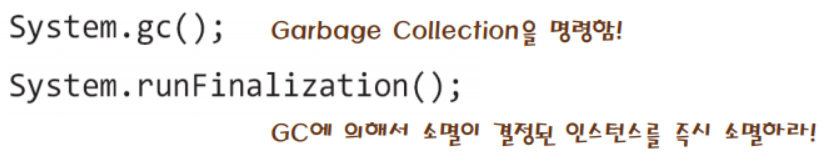 System.gc(); Garbage Collection을 명령함!
System.runFinalization();
GC에 의해서 소멸이 결정된 인스턴스를 즉시 소멸하라!